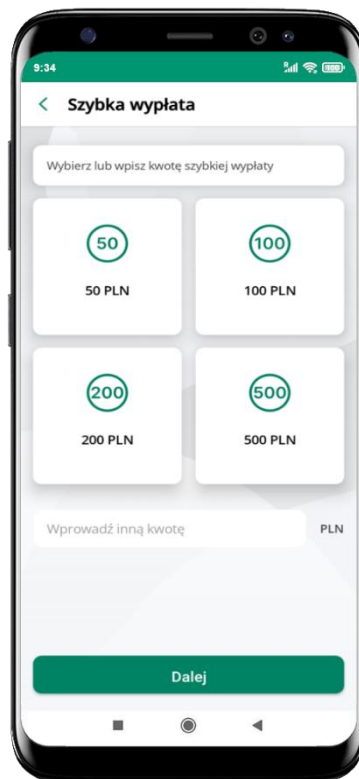 9:34
Szybka wypłata
Wybierz lub wpisz kwotę szybkiej wypłaty
50
100
50 PLN
100 PLN
200
500
200 PLN
500 PLN
Wprowadź inną kwotę
PLN
Dalej